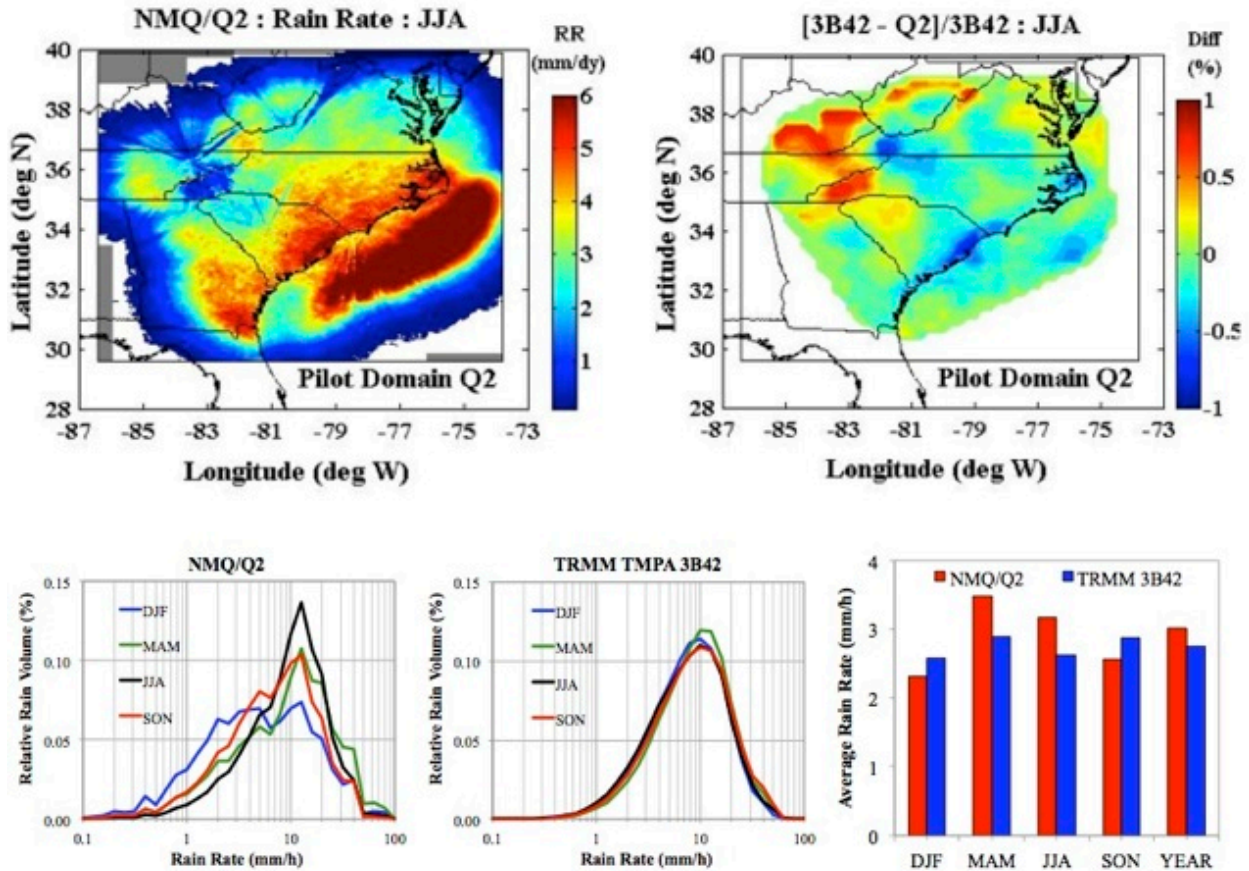 NMQ/Q2 : Rain Rate : JJA
RR
(mm/dy)
40
38
36
34
32
30
28
Latitude (deg N)
6
5
4
3
2
1
Pilot Domain Q2
-87 -85 -83 -81 -79 -77 -75 -73
Longitude (deg W)
[3B42 - Q2]/3B42 : JJA
Diff
(%)
40
38
36
34
32
30
28
Latitude (deg N)
1
0.5
0
-0.5
-1
Pilot Domain Q2
-87 -85 -83 -81 -79 -77 -75 -73
Longitude (deg W)
NMQ/Q2
0.15
0.10
0.05
0.00
Relative Rain Volume (%)
DJF
MAM
JJA
SON
0.1 1 10 100
Rain Rate (mm/h)
TRMM TMPA 3B42
0.15
0.10
0.05
0.00
Relative Rain Volume (%)
DJF
MAM
JJA
SON
0.1 1 10 100
Rain Rate (mm/h)
4
3
2
1
0
Average Rain Rate (mm/h)
NMQ/Q2 TRMM 3B42
DJF MAM JJA SON YEAR